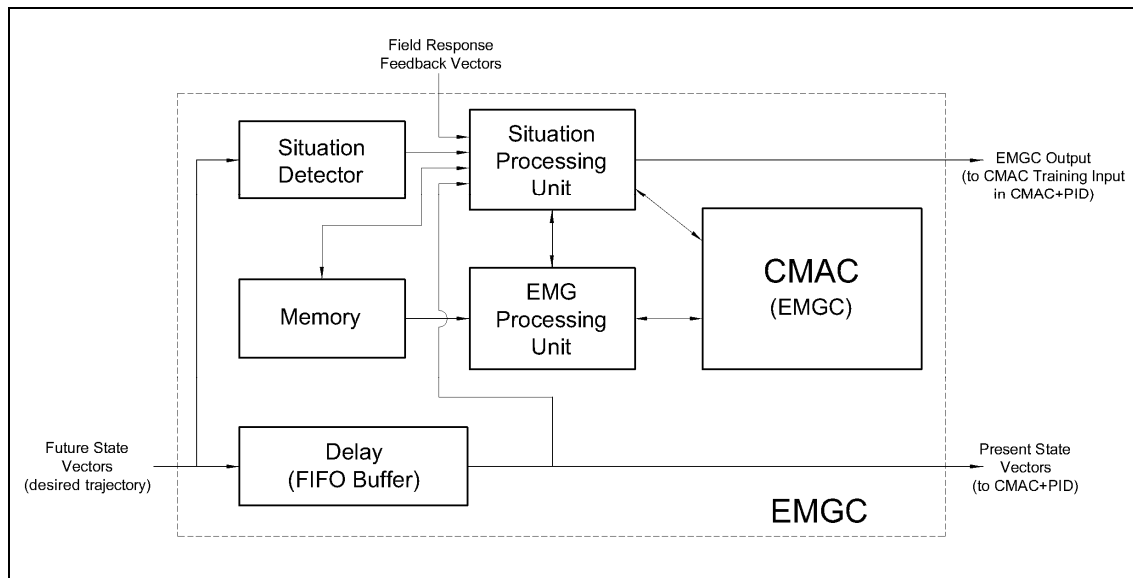 Field Response
Feedback Vectors
Situation
Detector
Situation
Processing
Unit
EMGC Output
(to CMAC Training Input
in CMAC+PID)
CMAC
(EMGC)
Memory
EMG
Processing
Unit
Future State
Vectors
(desired trajectory)
Delay
(FIFO Buffer)
Present State
Vectors
(to CMAC+PID)
EMGC